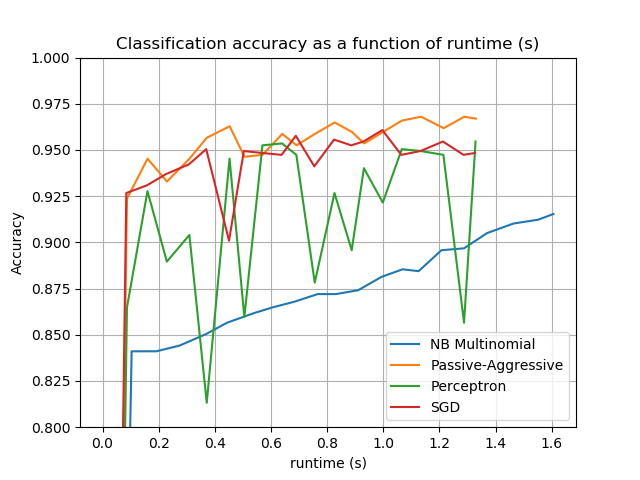 Classification accuracy as a function of runtime (s)
1.000
0.975
0.950
0.925
0.900
0.875
0.850
0.825
0.800
Accuracy
NB Multinomial
Passive-Aggressive
Perceptron
SGD
0.0 0.2 0.4 0.6 0.8 1.0 1.2 1.4 1.6
runtime (s)